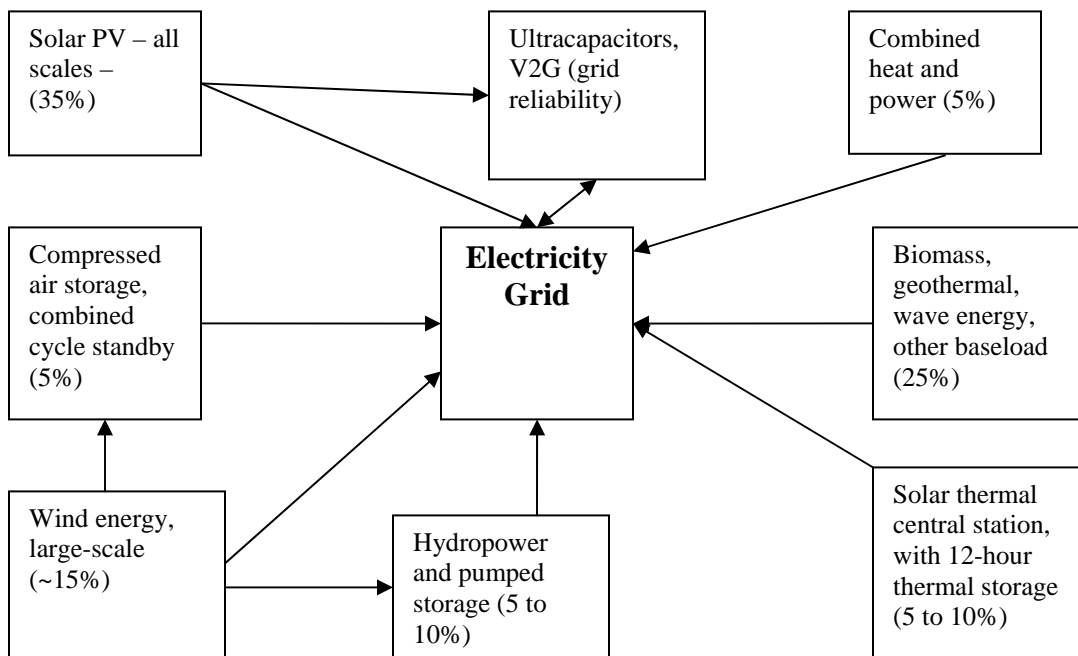 Solar PV – all
scales –
(35%)
Ultracapacitors,
V2G (grid
reliability)
Combined
heat and
power (5%)
Compressed
air storage,
combined
cycle standby
(5%)
Electricity
Grid
Biomass,
geothermal,
wave energy,
other baseload
(25%)
Wind energy,
large-scale
(~15%)
Hydropower
and pumped
storage (5 to
10%)
Solar thermal
central station,
with 12-hour
thermal storage
(5 to 10%)